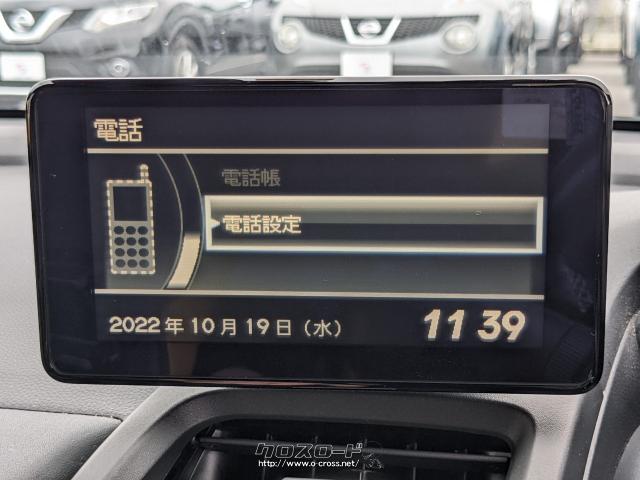 電話
電話帳
電話設定
2022年10月19日（水）
11 39
クロスロード
http://www.o-cross.net/